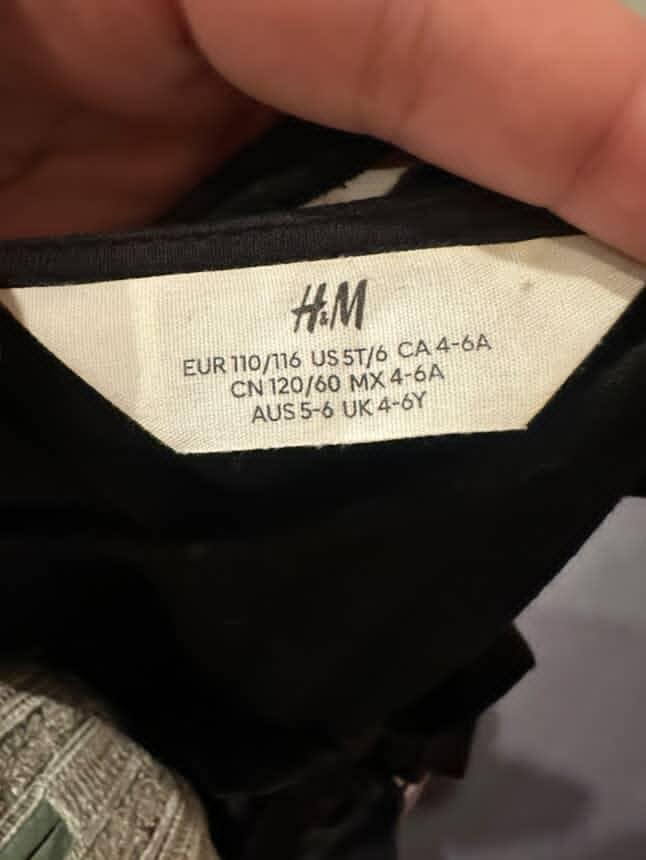 H&M
EUR 110/116 US 5T/6 CA 4-6A
CN 120/60 MX 4-6A
AUS 5-6 UK 4-6Y